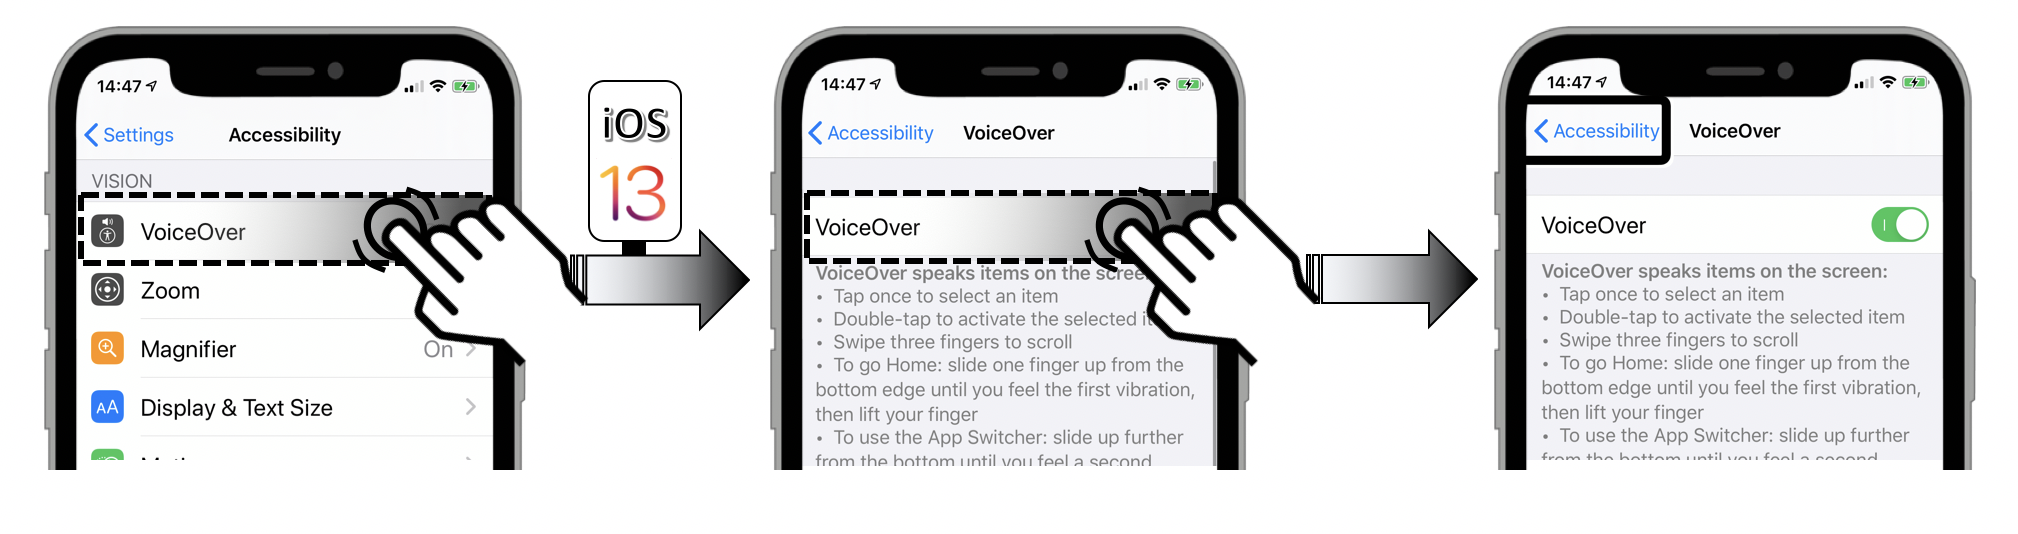 14:47
Settings
Accessibility
VISION
VoiceOver
Zoom
Magnifier
On
Display & Text Size
iOS
13
14:47
Accessibility
VoiceOver
VoiceOver
VoiceOver speaks items on the screen
• Tap once to select an item
• Double-tap to activate the selected
• Swipe three fingers to scroll
• To go Home: slide one finger up from the
bottom edge until you feel the first vibration,
then lift your finger
• To use the App Switcher: slide up further
from the bottom until you feel a second
14:47
Accessibility
VoiceOver
VoiceOver
VoiceOver speaks items on the screen:
• Tap once to select an item
• Double-tap to activate the selected item
• Swipe three fingers to scroll
• To go Home: slide one finger up from the
bottom edge until you feel the first vibration,
then lift your finger
• To use the App Switcher: slide up further
from the bottom until you feel a second